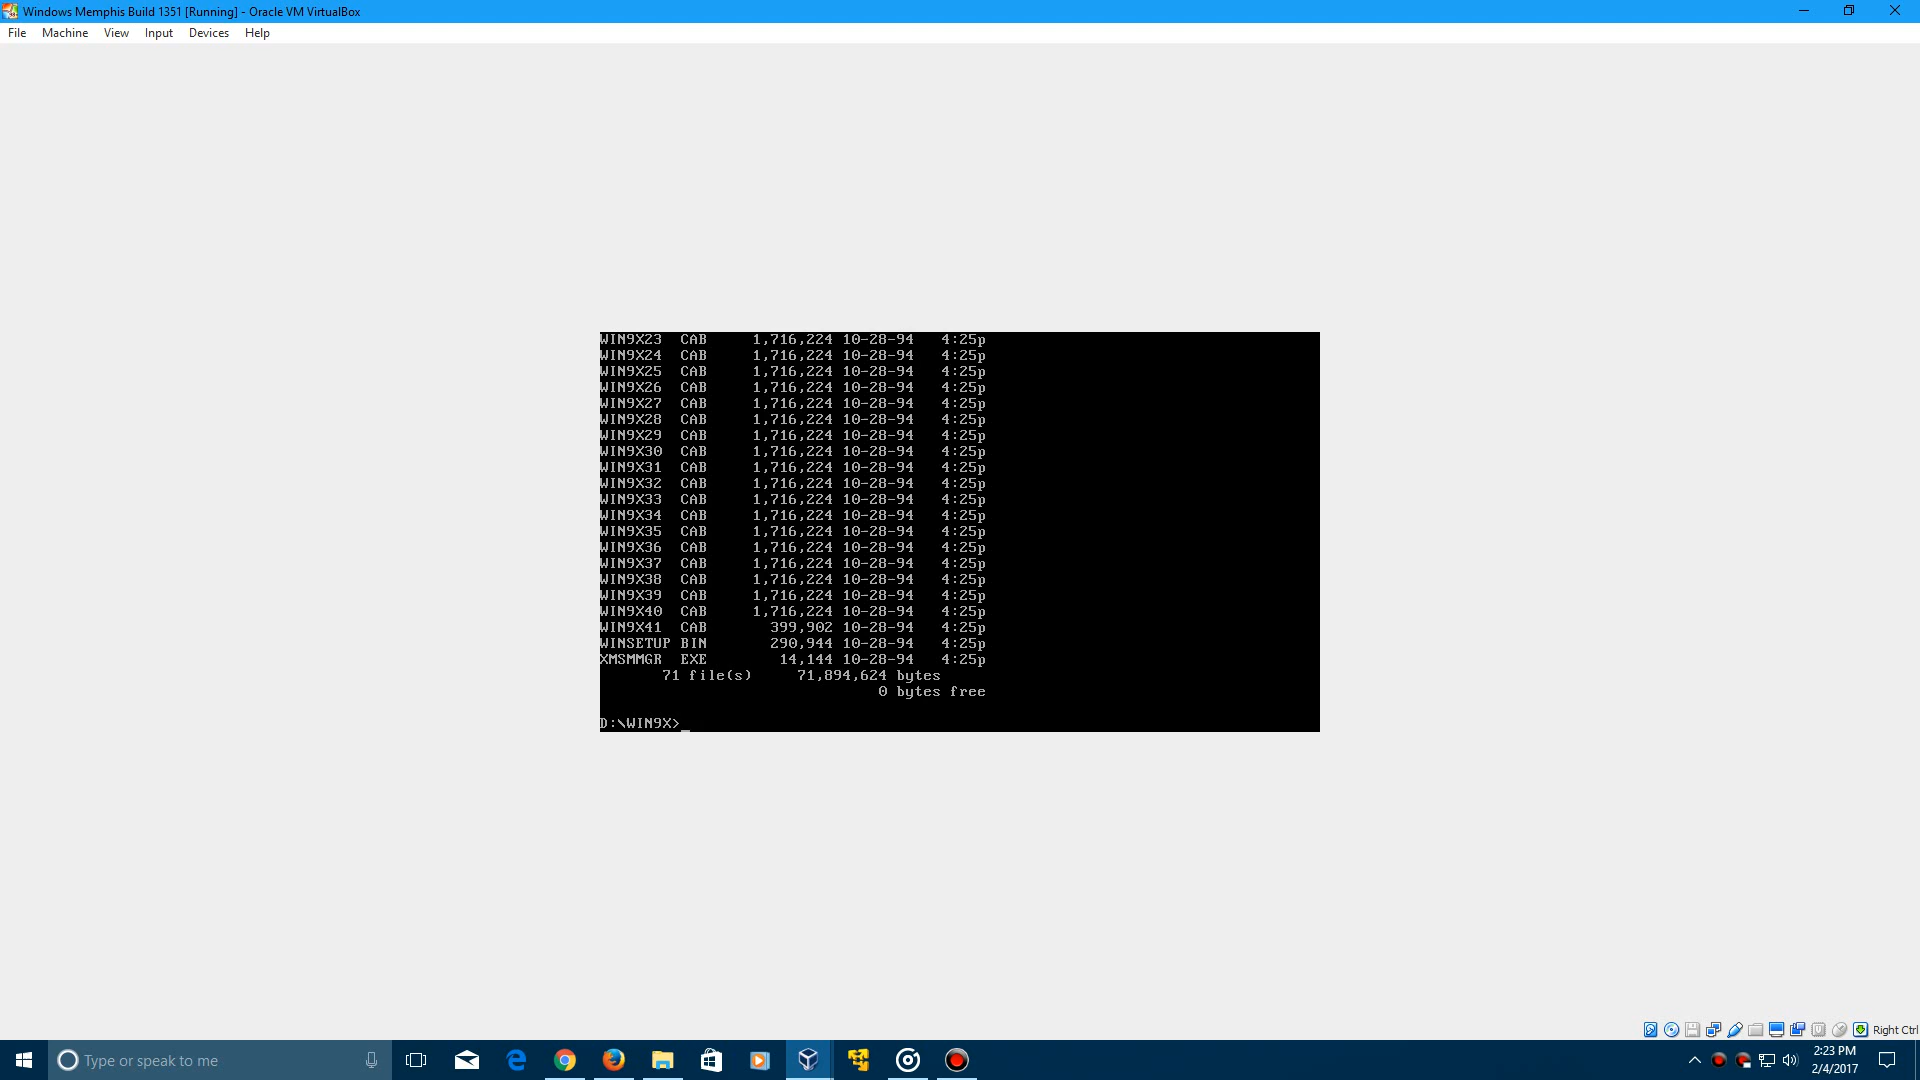 Windows Memphis Build 1351 [Running] - Oracle VM VirtualBox
File Machine View Input Devices Help
WIN9X23 CAB 1,716,224 10-28-94 4:25p
WIN9X24 CAB 1,716,224 10-28-94 4:25p
WIN9X25 CAB 1,716,224 10-28-94 4:25p
WIN9X26 CAB 1,716,224 10-28-94 4:25p
WIN9X27 CAB 1,716,224 10-28-94 4:25p
WIN9X28 CAB 1,716,224 10-28-94 4:25p
WIN9X29 CAB 1,716,224 10-28-94 4:25p
WIN9X30 CAB 1,716,224 10-28-94 4:25p
WIN9X31 CAB 1,716,224 10-28-94 4:25p
WIN9X32 CAB 1,716,224 10-28-94 4:25p
WIN9X33 CAB 1,716,224 10-28-94 4:25p
WIN9X34 CAB 1,716,224 10-28-94 4:25p
WIN9X35 CAB 1,716,224 10-28-94 4:25p
WIN9X36 CAB 1,716,224 10-28-94 4:25p
WIN9X37 CAB 1,716,224 10-28-94 4:25p
WIN9X38 CAB 1,716,224 10-28-94 4:25p
WIN9X39 CAB 1,716,224 10-28-94 4:25p
WIN9X40 CAB 1,716,224 10-28-94 4:25p
WIN9X41 CAB 399,902 10-28-94 4:25p
WINSETUP BIN 290,944 10-28-94 4:25p
XMSMMGR EXE 14,144 10-28-94 4:25p
71 file(s) 71,894,624 bytes
0 bytes free
D:\WIN9X>_
Right Ctrl
Type or speak to me
2:23 PM
2/4/2017